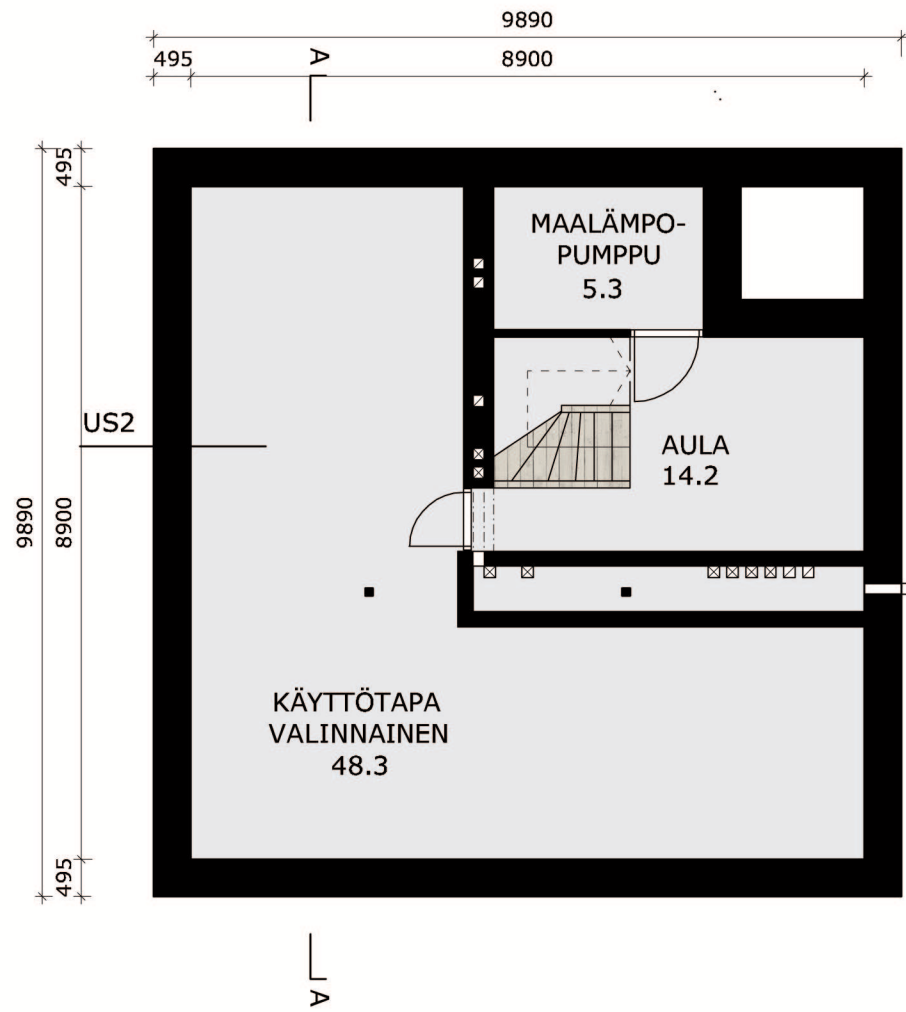 9890
495
8900
A
495
MAALÄMPO-
PUMPPU
5.3
US2
AULA
14.2
9890
8900
KÄYTTÖTAPA
VALINNAINEN
48.3
495
A